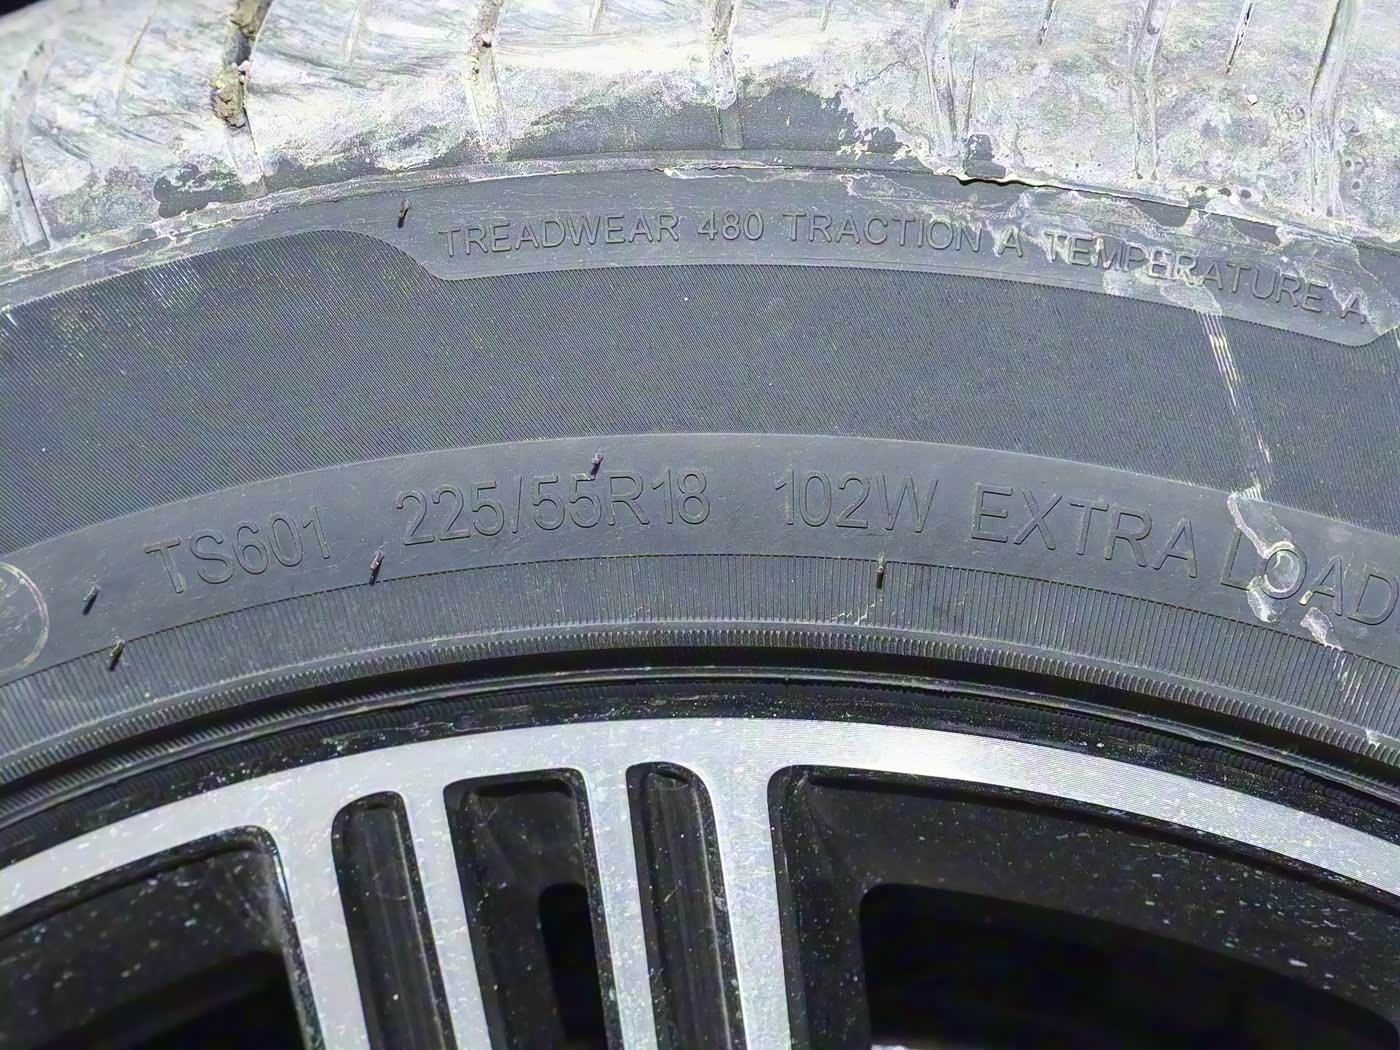 TREADWEAR 480 TRACTION A TEMPERATURE A
TS601 225/55R18 102W EXTRA LOAD